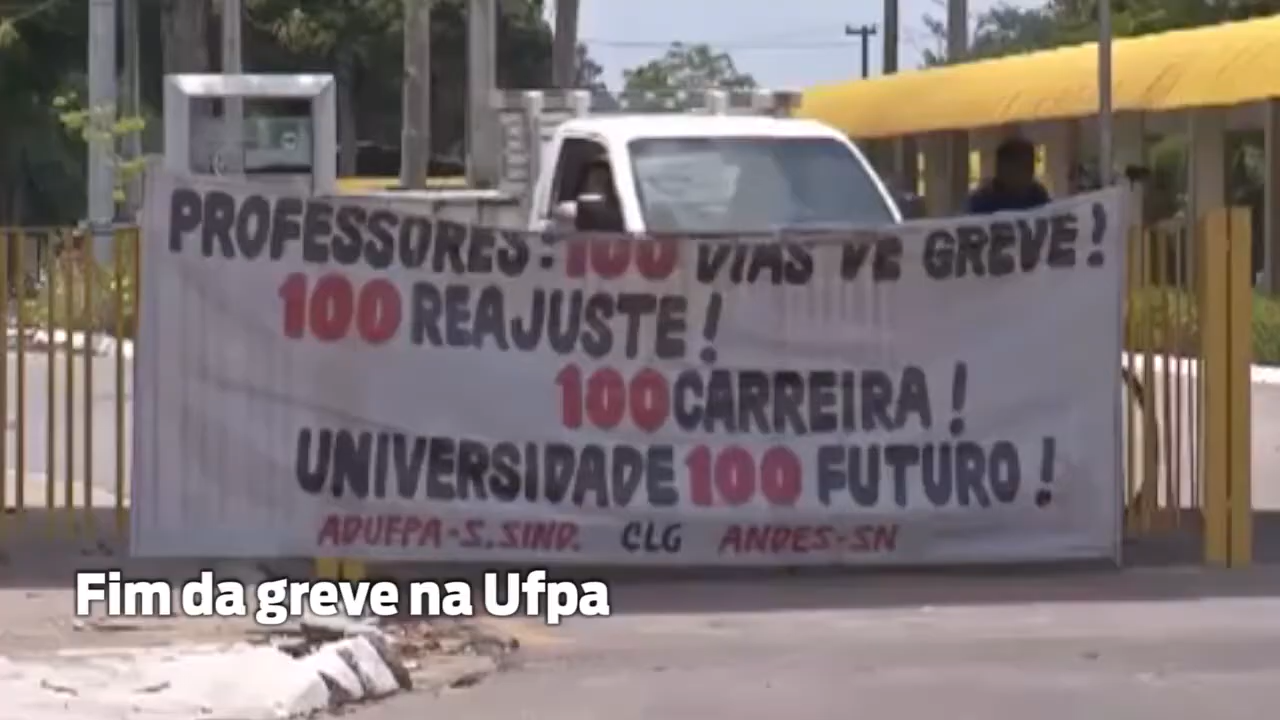 PROFESSORES: 100 DIAS DE GREVE!
100 REAJUSTE!
100 CARREIRA!
UNIVERSIDADE 100 FUTURO!
ADUFPA-S.SIND. CLG ANDES-SN
Fim da greve na Ufpa